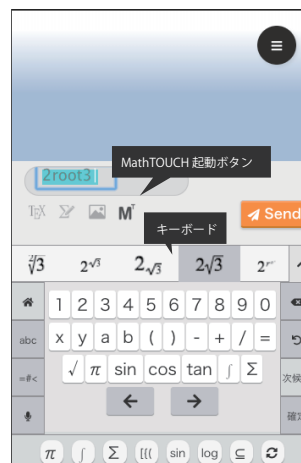 2root3
MathTOUCH 起動ボタン
TEX M^T Send
キーボード
²√3 2^√3 2_√3 2√3
1 2 3 4 5 6 7 8 9 0
abc x y a b ( ) - + / =
=#< √ π sin cos tan ∫ Σ 次候
← → 確定
π ∫ Σ [[( sin log ⊆